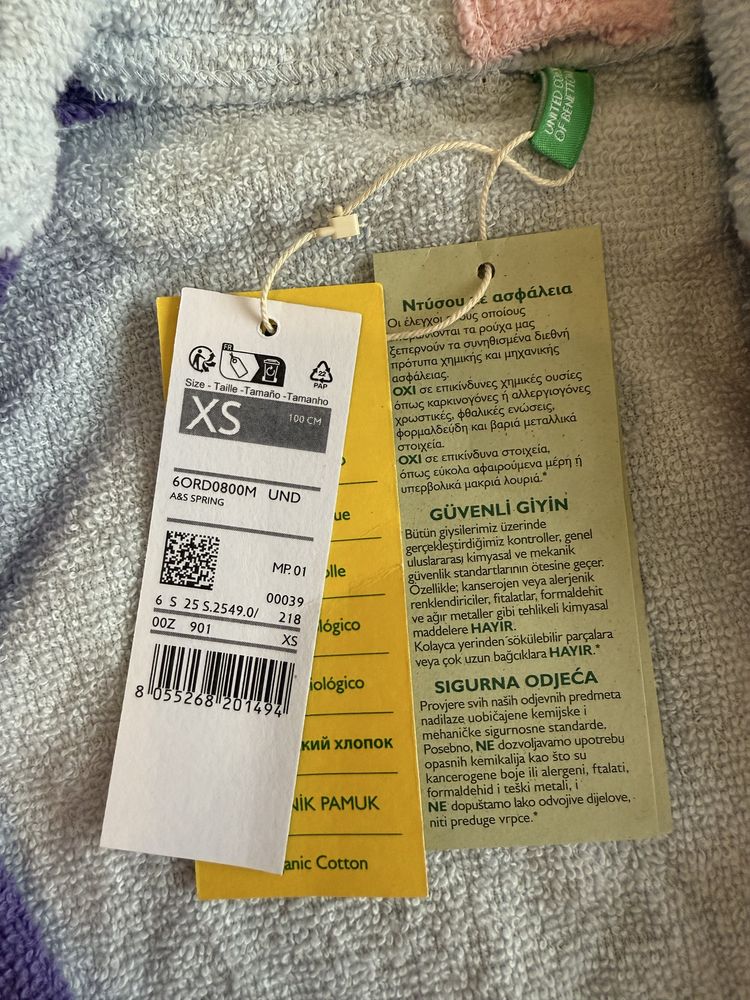 UNITED COLORS
OF BENETTON
FR
22
PAP
Size - Taille -Tamaño -Tamanho
XS
100 CM
6ORD0800M UND
A&S SPRING
MP. 01
00039
6 S 25 S.2549.0/ 218
00Z 901 XS
8 055268 201494
ue
lle
lógico
iológico
кий хлопок
NİK PAMUK
anic Cotton
Ντύσου με ασφάλεια
Οι έλεγχοι στους οποίους
υποβάλλονται τα ρούχα μας
ξεπερνούν τα συνηθισμένα διεθνή
πρότυπα χημικής και μηχανικής
ασφάλειας.
ΟΧΙ σε επικίνδυνες χημικές ουσίες
όπως καρκινογόνες ή αλλεργιογόνες
χρωστικές, φθαλικές ενώσεις,
φορμαλδεύδη και βαριά μεταλλικά
στοιχεία.
ΟΧΙ σε επικίνδυνα στοιχεία,
όπως εύκολα αφαιρούμενα μέρη ή
υπερβολικά μακριά λουριά.*
GÜVENLİ GİYİN
Bütün giysilerimiz üzerinde
gerçekleştirdiğimiz kontroller, genel
uluslararası kimyasal ve mekanik
güvenlik standartlarının ötesine geçer.
Özellikle; kanserojen veya alerjenik
renklendiriciler, fitalatlar, formaldehit
ve ağır metaller gibi tehlikeli kimyasal
maddelere HAYIR.
Kolayca yerinden sökülebilir parçalara
veya çok uzun bağcıklara HAYIR.*
SIGURNA ODJEĆA
Provjere svih naših odjevnih predmeta
nadilaze uobičajene kemijske i
mehaničke sigurnosne standarde.
Posebno, NE dozvoljavamo upotrebu
opasnih kemikalija kao što su
kancerogene boje ili alergeni, ftalati,
formaldehid i teški metali, i
NE dopuštamo lako odvojive dijelove,
niti preduge vrpce.*